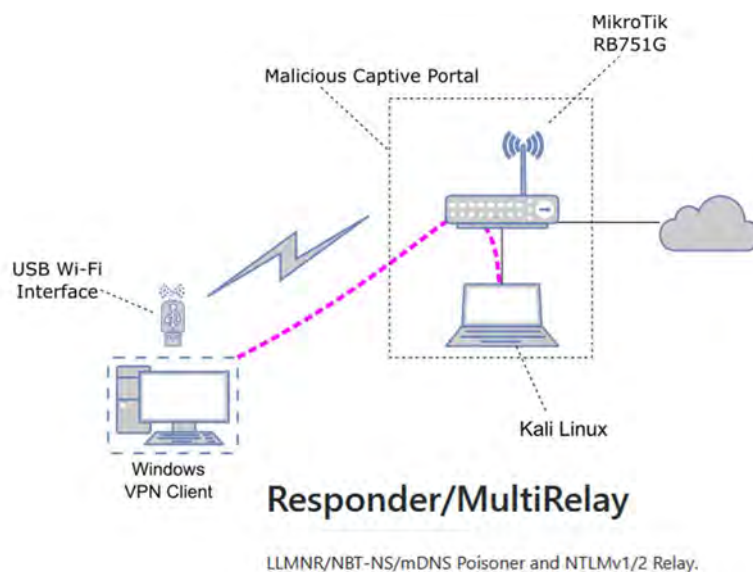 MikroTik
RB751G
Malicious Captive Portal
USB Wi-Fi
Interface
Kali Linux
Windows
VPN Client
Responder/MultiRelay
LLMNR/NBT-NS/mDNS Poisoner and NTLMv1/2 Relay.